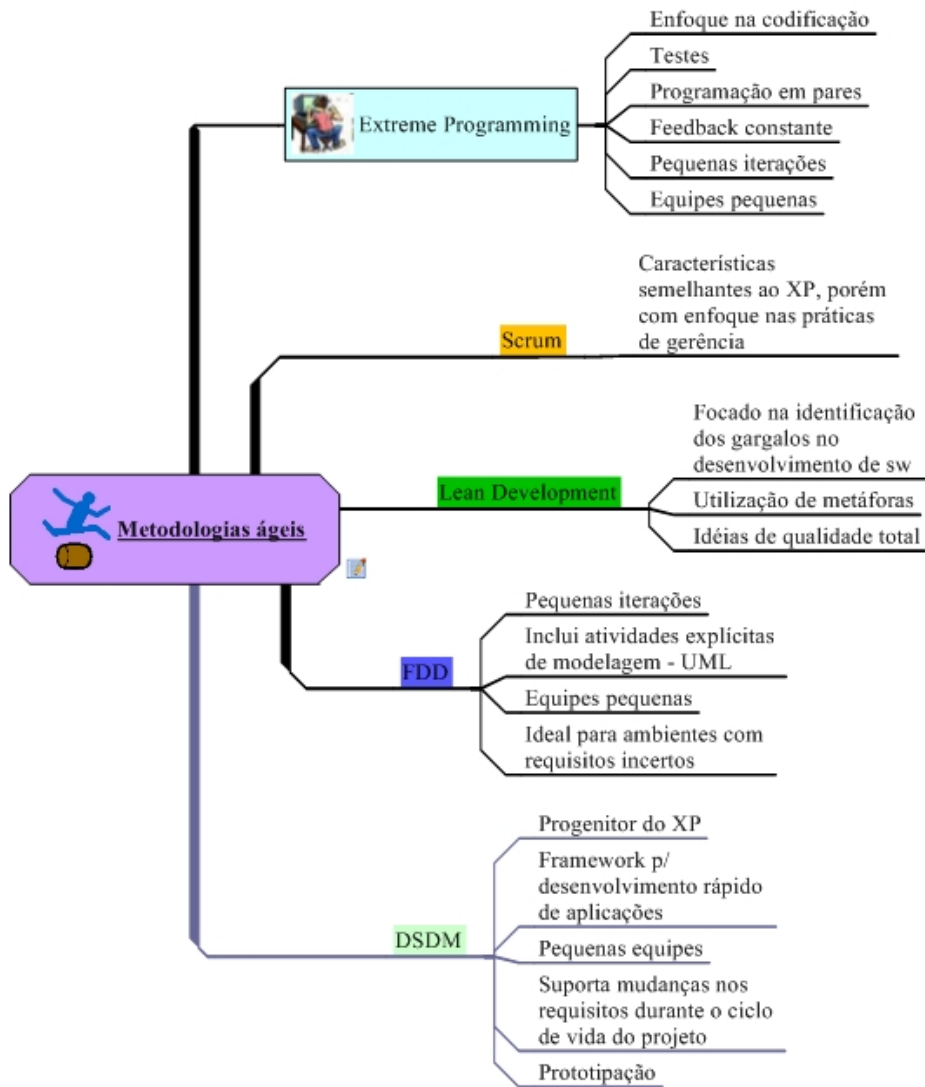 Enfoque na codificação
Testes
Programação em pares
Extreme Programming
Feedback constante
Pequenas iterações
Equipes pequenas
Características
semelhantes ao XP, porém
com enfoque nas práticas
de gerência
Scrum
Focado na identificação
dos gargalos no
desenvolvimento de sw
Lean Development
Utilização de metáforas
Idéias de qualidade total
Metodologias ágeis
Pequenas iterações
Inclui atividades explícitas
de modelagem - UML
FDD
Equipes pequenas
Ideal para ambientes com
requisitos incertos
Progenitor do XP
Framework p/
desenvolvimento rápido
de aplicações
DSDM
Pequenas equipes
Suporta mudanças nos
requisitos durante o ciclo
de vida do projeto
Prototipação